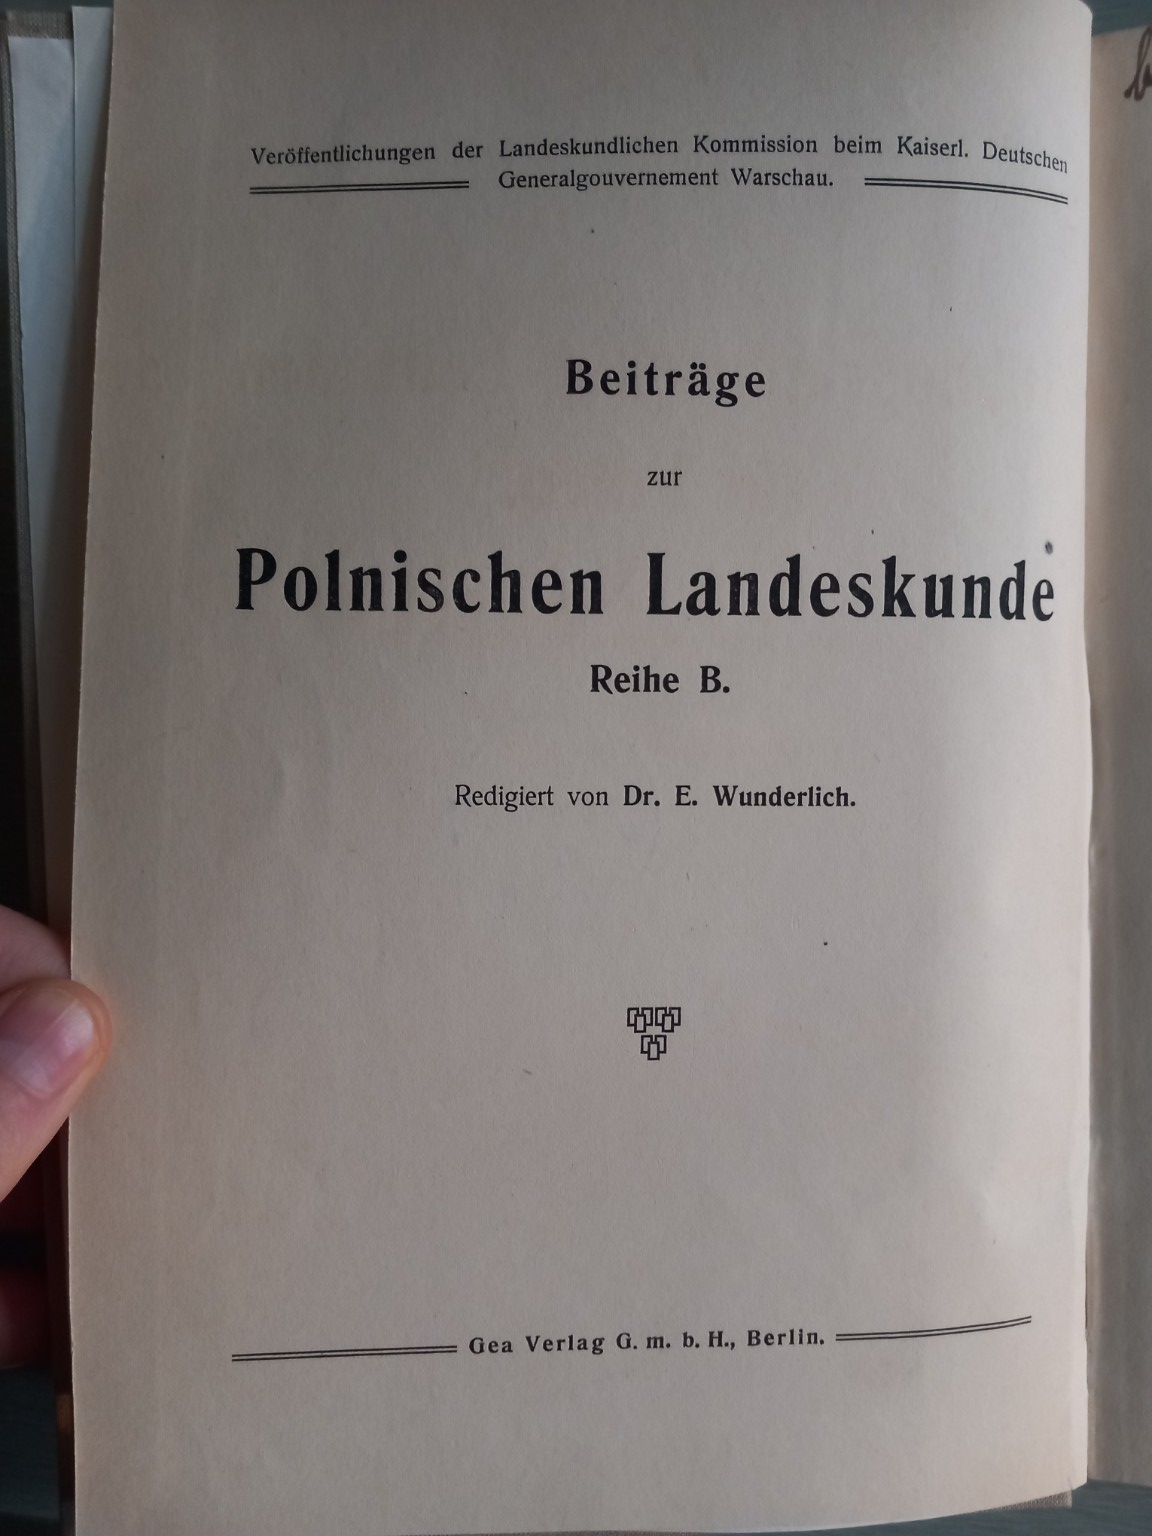 Veröffentlichungen der Landeskundlichen Kommission beim Kaiserl. Deutschen
Generalgouvernement Warschau.
Beiträge
zur
Polnischen Landeskunde
Reihe B.
Redigiert von Dr. E. Wunderlich.
Gea Verlag G. m. b. H., Berlin.